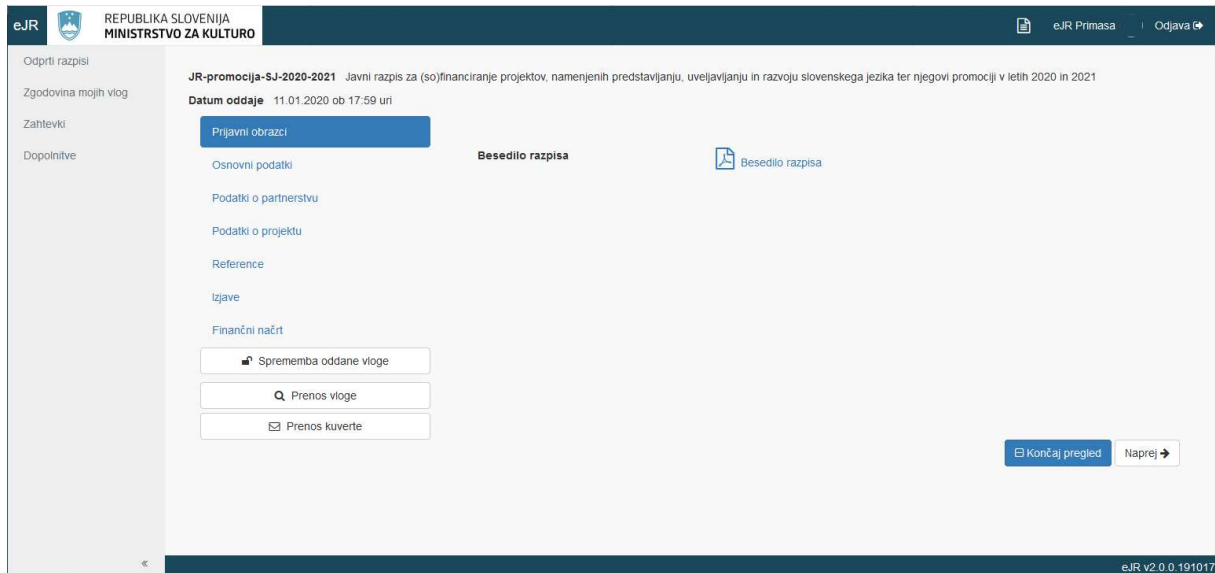 eJR
REPUBLIKA SLOVENIJA
MINISTRSTVO ZA KULTURO
eJR Primasa
Odjava
Odprti razpisi
Zgodovina mojih vlog
Zahtevki
Dopolnitve
JR-promocija-SJ-2020-2021 Javni razpis za (so)financiranje projektov, namenjenih predstavljanju, uveljavljanju in razvoju slovenskega jezika ter njegovi promociji v letih 2020 in 2021
Datum oddaje 11.01.2020 ob 17:59 uri
Prijavni obrazci
Osnovni podatki
Podatki o partnerstvu
Podatki o projektu
Reference
Izjave
Finančni načrt
Sprememba oddane vloge
Prenos vloge
Prenos kuverte
Besedilo razpisa
Besedilo razpisa
Končaj pregled
Naprej
«
eJR v2.0.0.191017